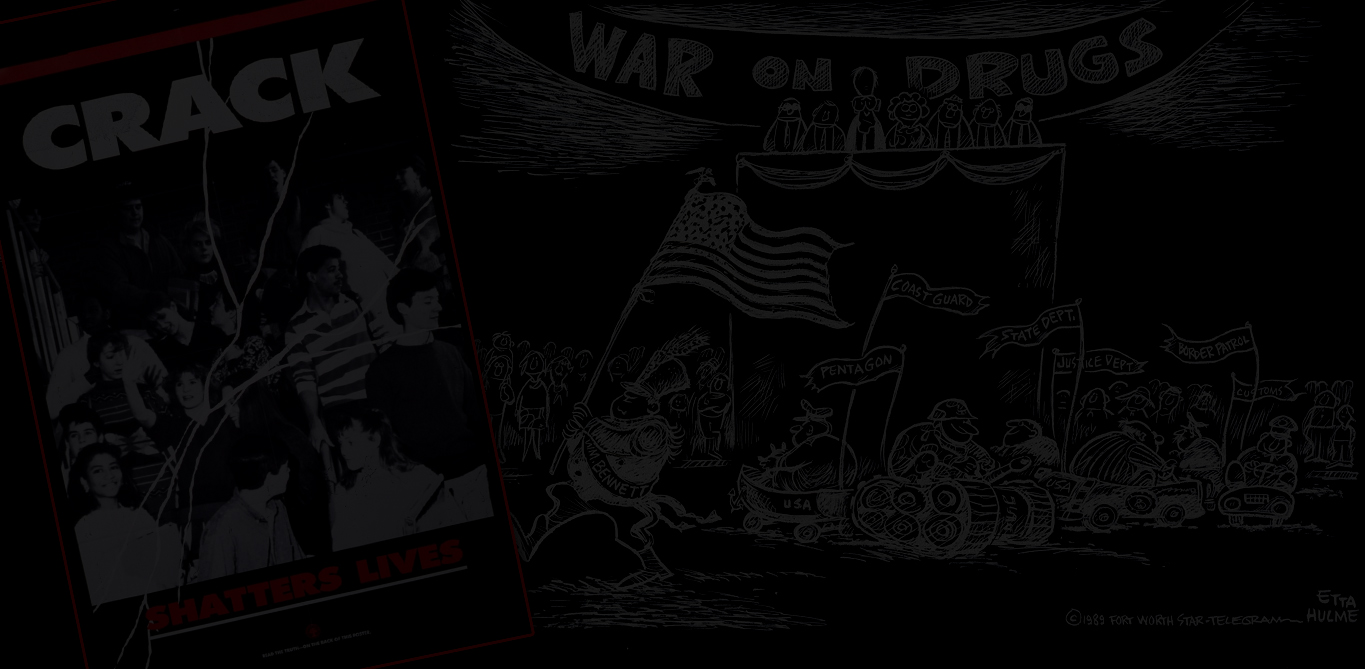 CRACK
SHATTERS LIVES
WAR ON DRUGS
COAST GUARD
STATE DEPT.
PENTAGON
JUSTICE DEPT.
BORDER PATROL
CUSTOMS
BENNETT
USA
©1989 FORT WORTH STAR-TELEGRAM
ETTA
HULME